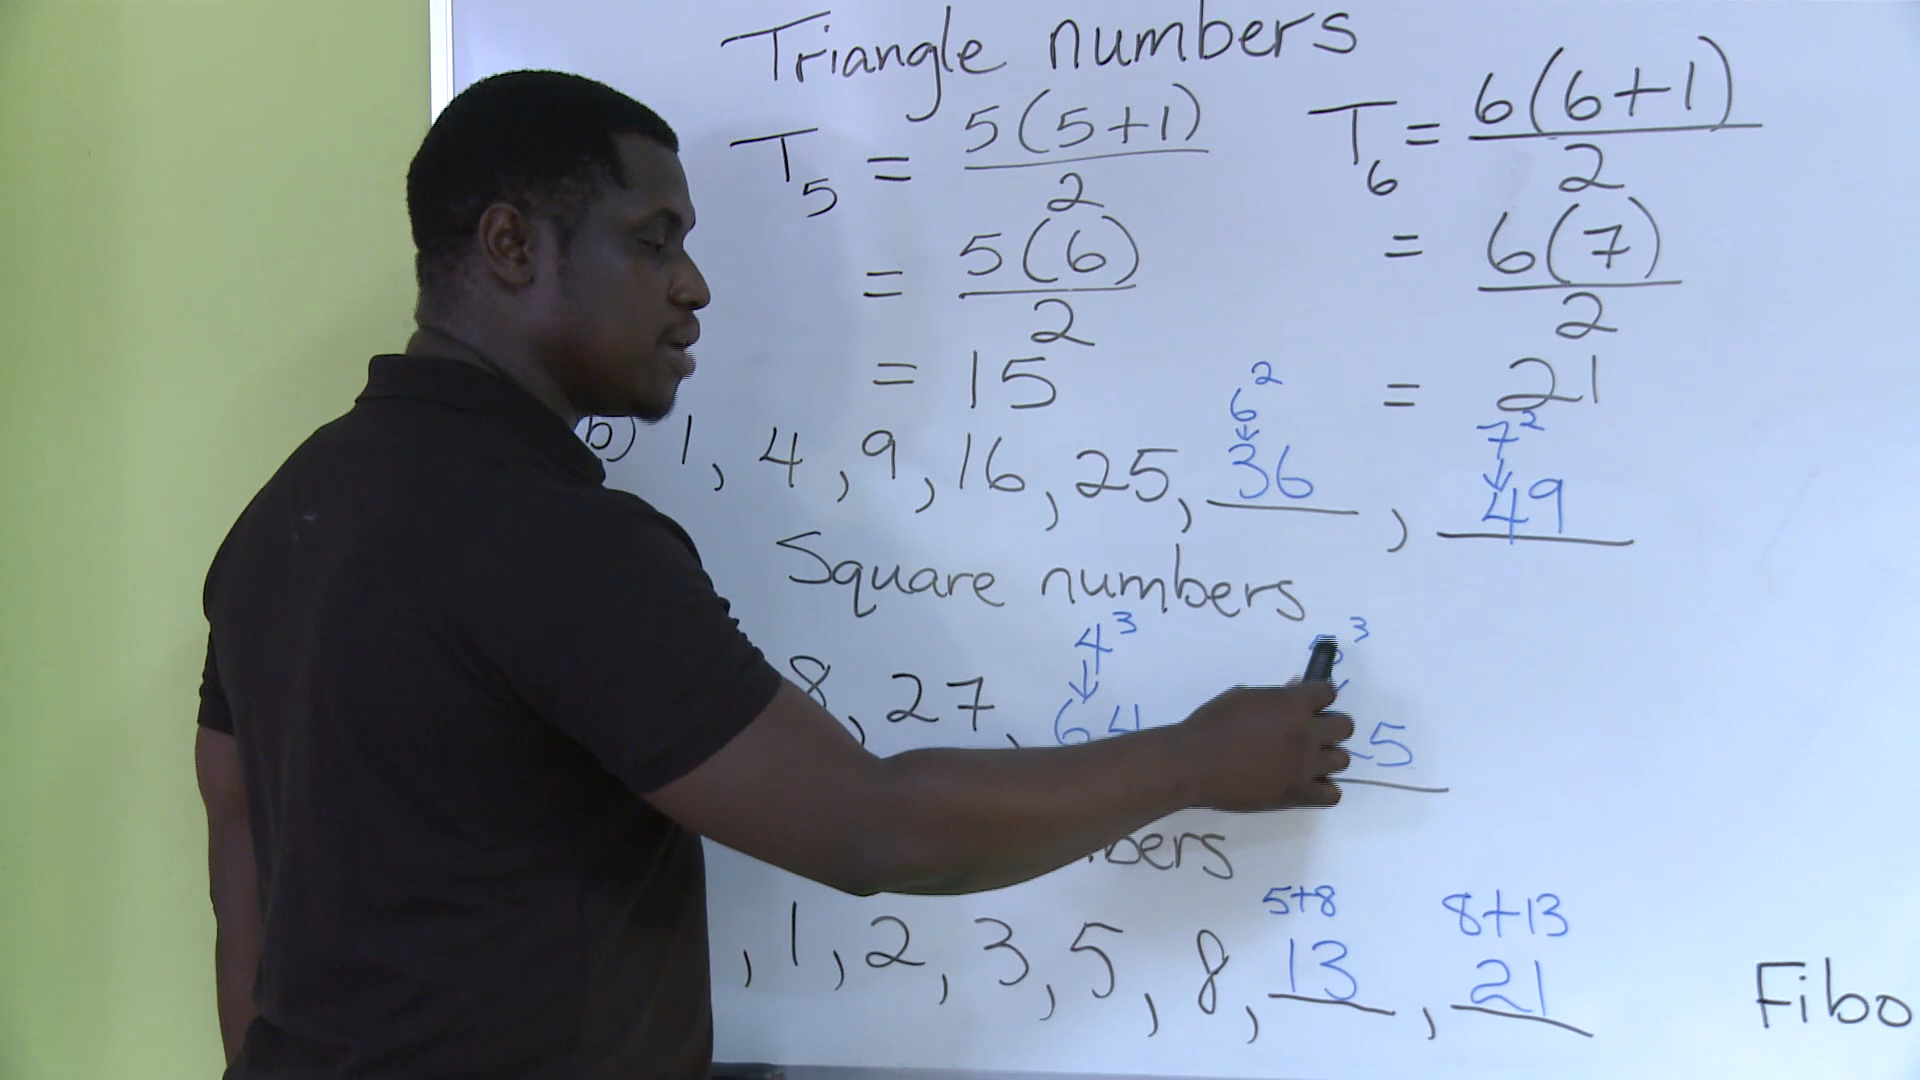 Triangle numbers
T5 = 5(5+1)/2
= 5(6)/2
= 15
T6 = 6(6+1)/2
= 6(7)/2
= 21
6² 7²
b) 1, 4, 9, 16, 25, 36, 49
Square numbers
4³ ³
8, 27, 64
5+8 8+13
, 1, 2, 3, 5, 8, 13, 21
Fibo